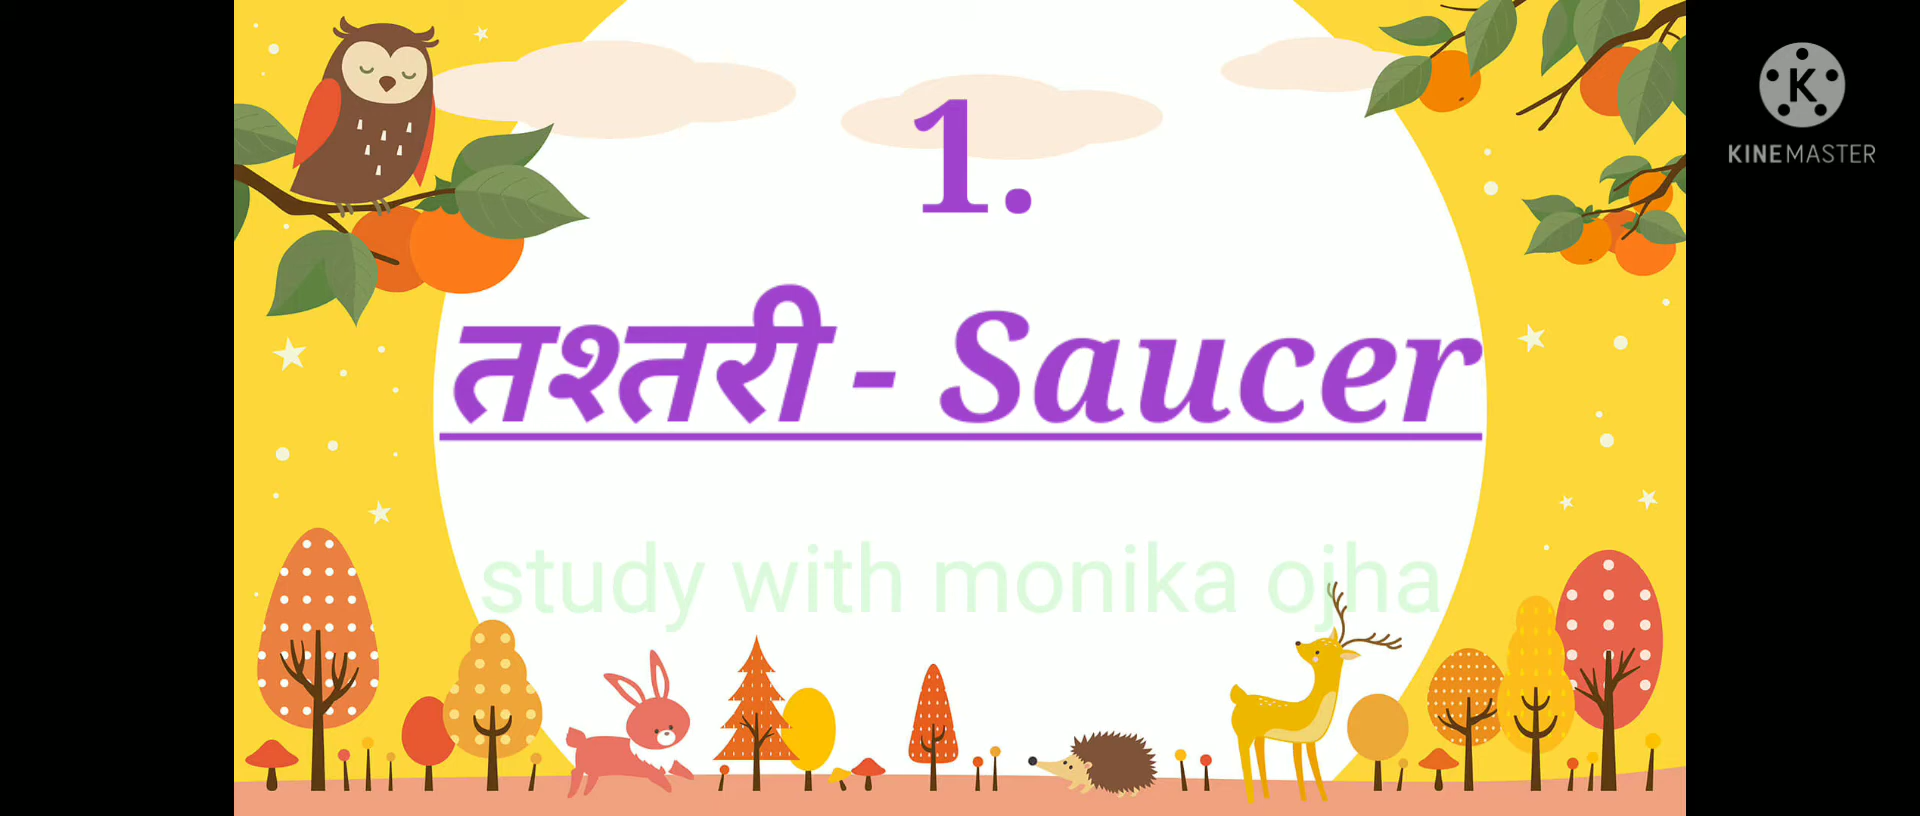 1.
तश्तरी - Saucer
study with monika ojha
K
KINEMASTER